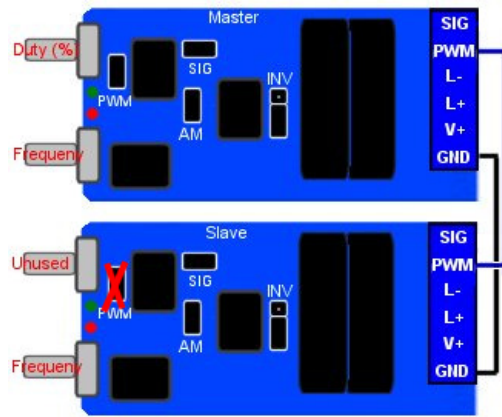 Master
Duty (%)
SIG
PWM
INV
AM
Frequeny
SIG
PWM
L-
L+
V+
GND
Slave
Unused
SIG
PWM
INV
AM
Frequeny
SIG
PWM
L-
L+
V+
GND